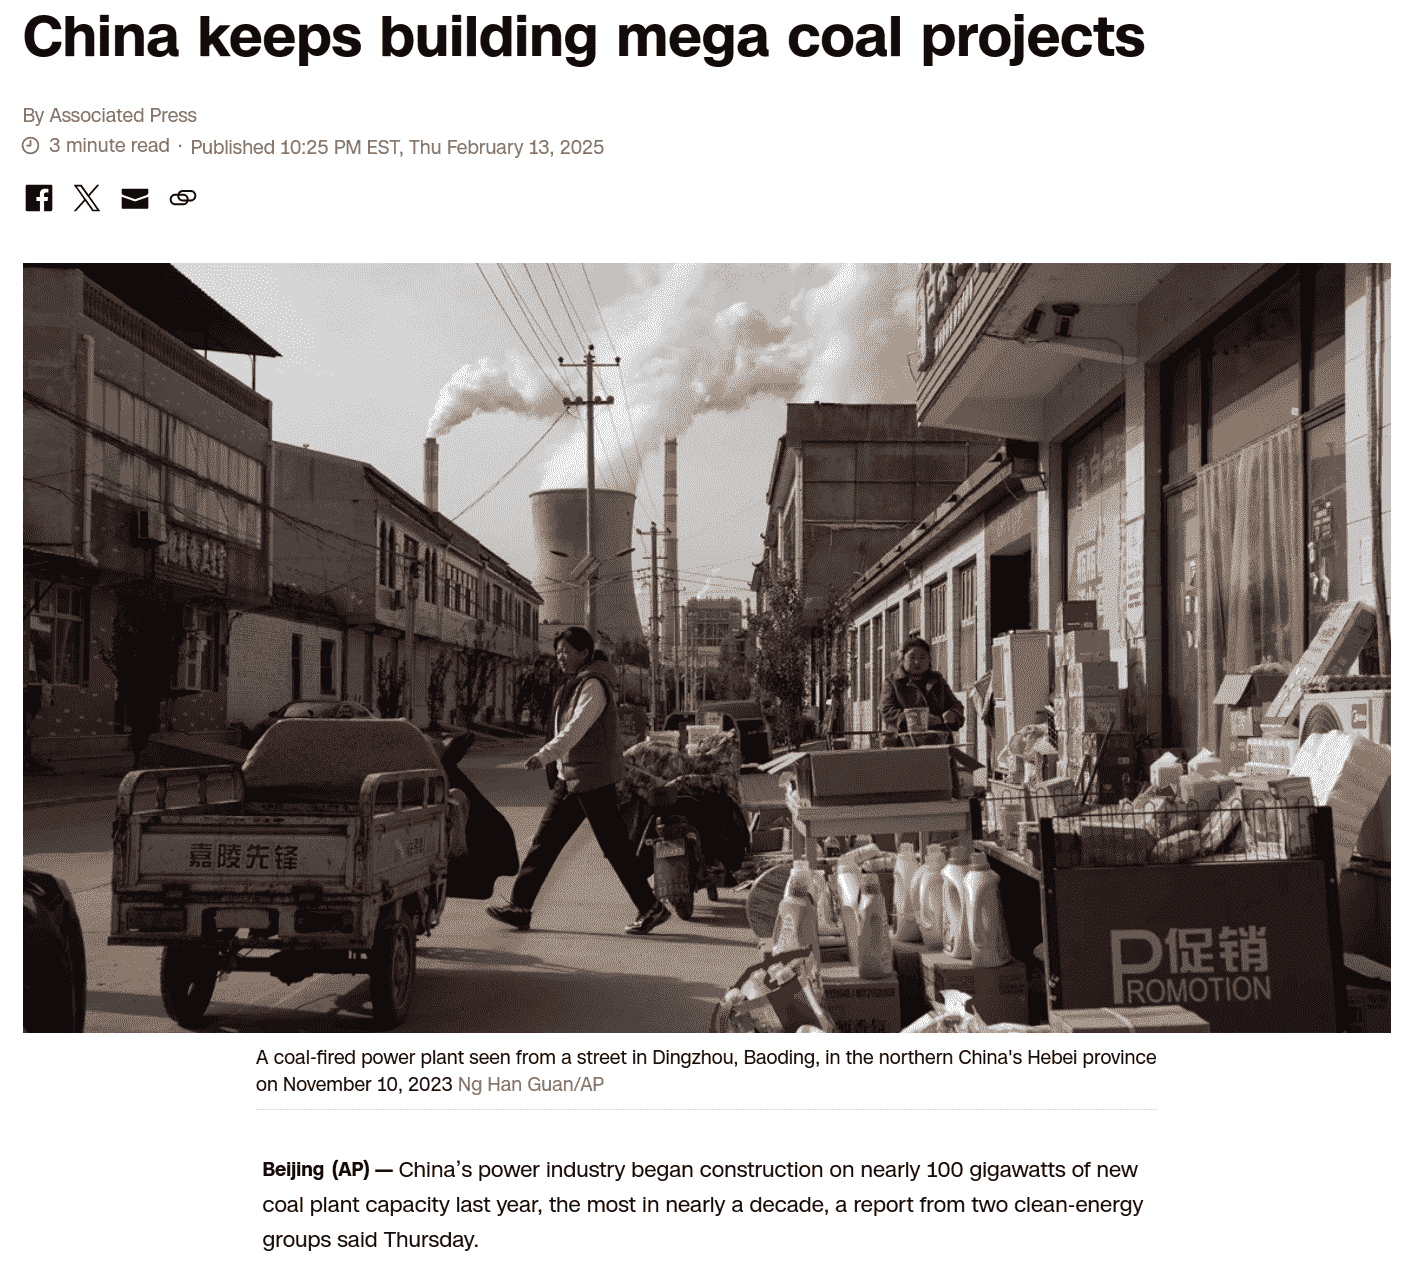 China keeps building mega coal projects
By Associated Press
3 minute read · Published 10:25 PM EST, Thu February 13, 2025
嘉陵先锋
P促销
ROMOTION
A coal-fired power plant seen from a street in Dingzhou, Baoding, in the northern China's Hebei province
on November 10, 2023 Ng Han Guan/AP
Beijing (AP) — China’s power industry began construction on nearly 100 gigawatts of new
coal plant capacity last year, the most in nearly a decade, a report from two clean-energy
groups said Thursday.